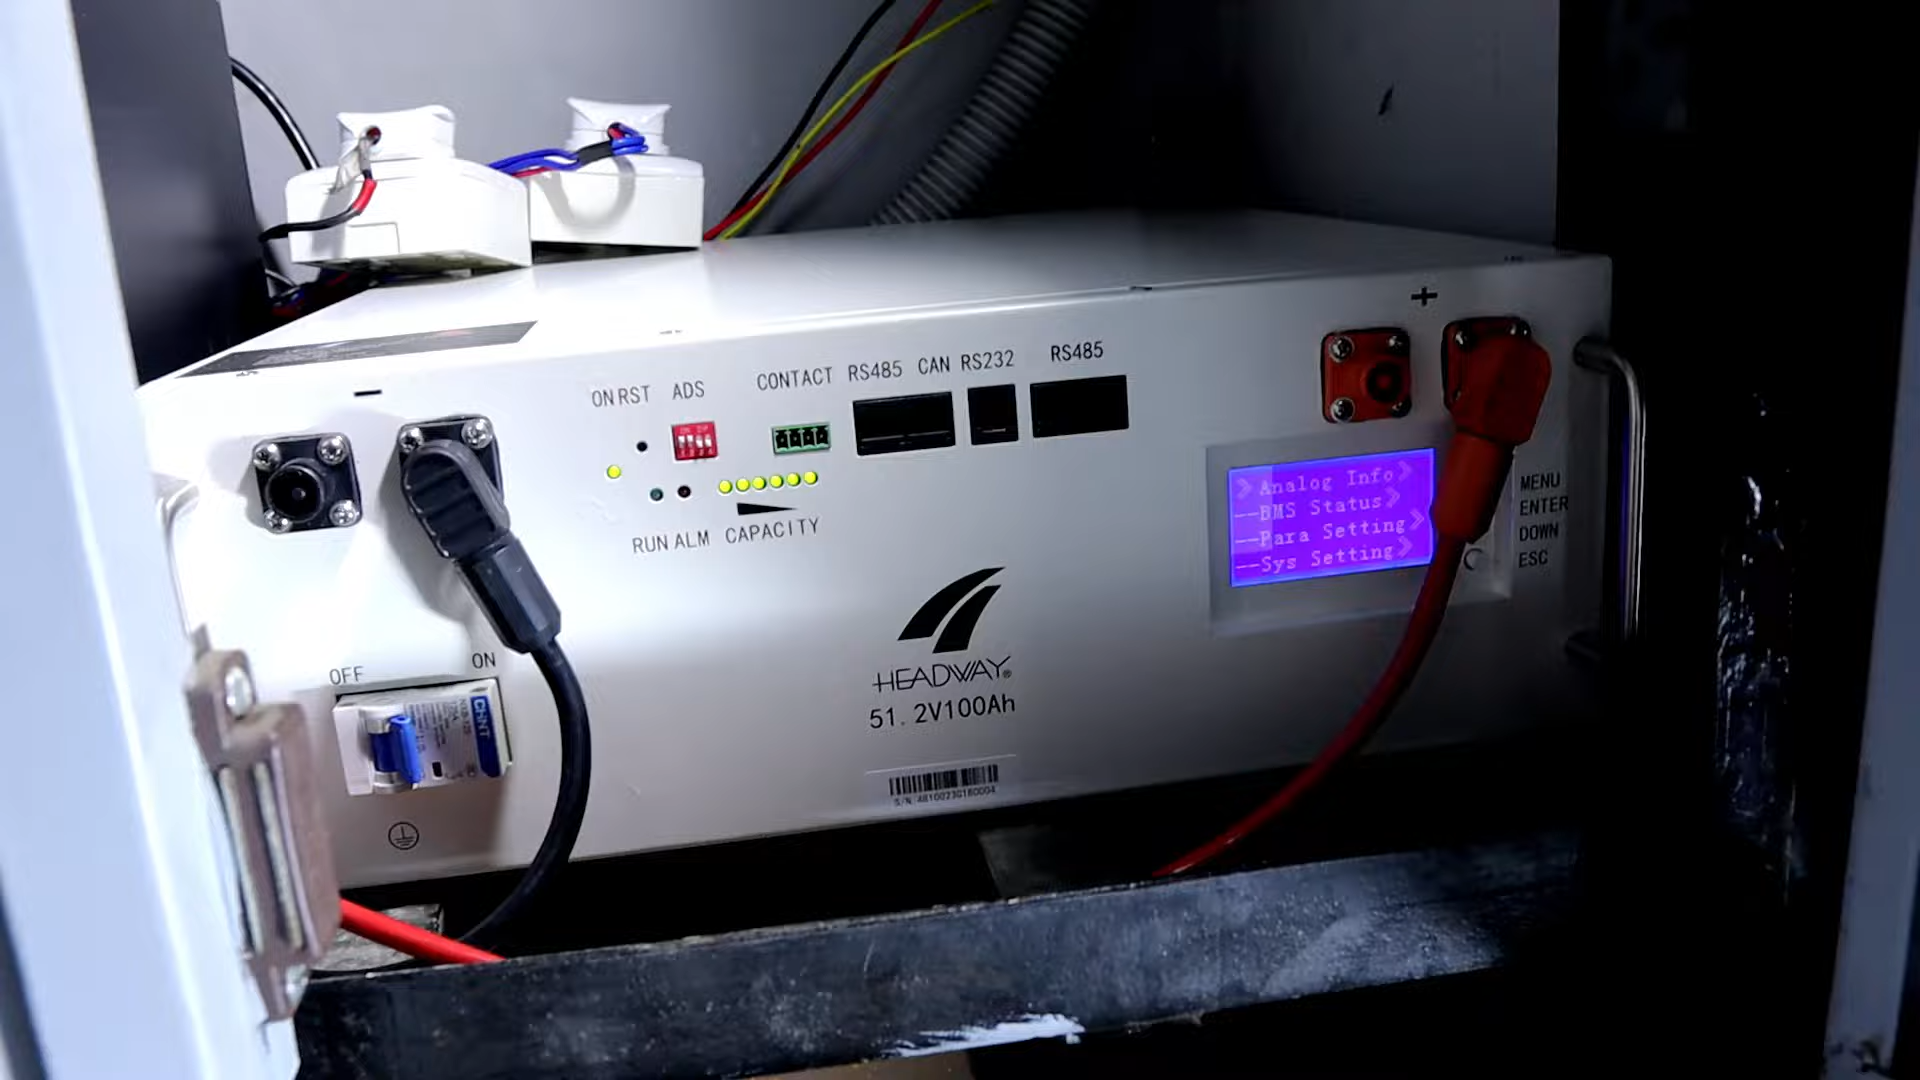 +
−
ON RST ADS CONTACT RS485 CAN RS232 RS485
RUN ALM CAPACITY
Analog Info
--BMS Status
--Para Setting
--Sys Setting
MENU
ENTER
DOWN
ESC
OFF ON
CHNT
HEADWAY®
51.2V100Ah